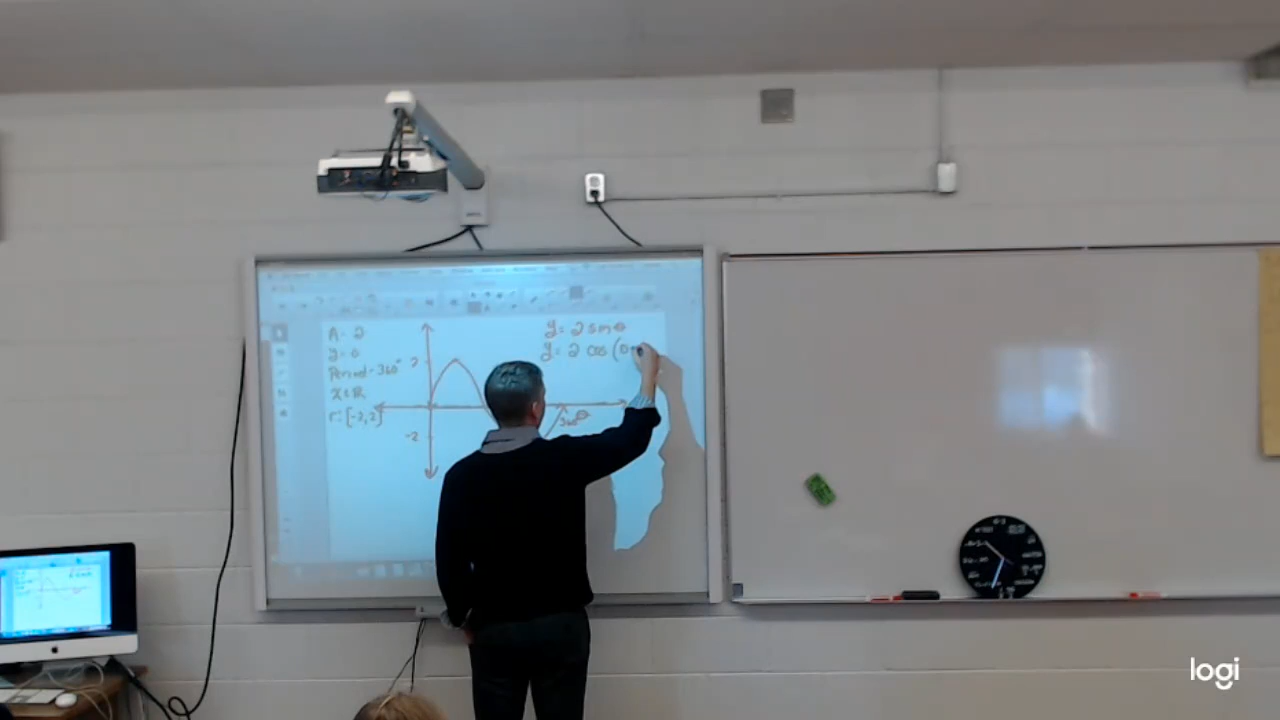 A = 2
y = 0
Period = 360°
x ∈ ℝ
r: [-2, 2]
2
-2
360°
θ
y = 2 sin θ
y = 2 cos (θ
logi